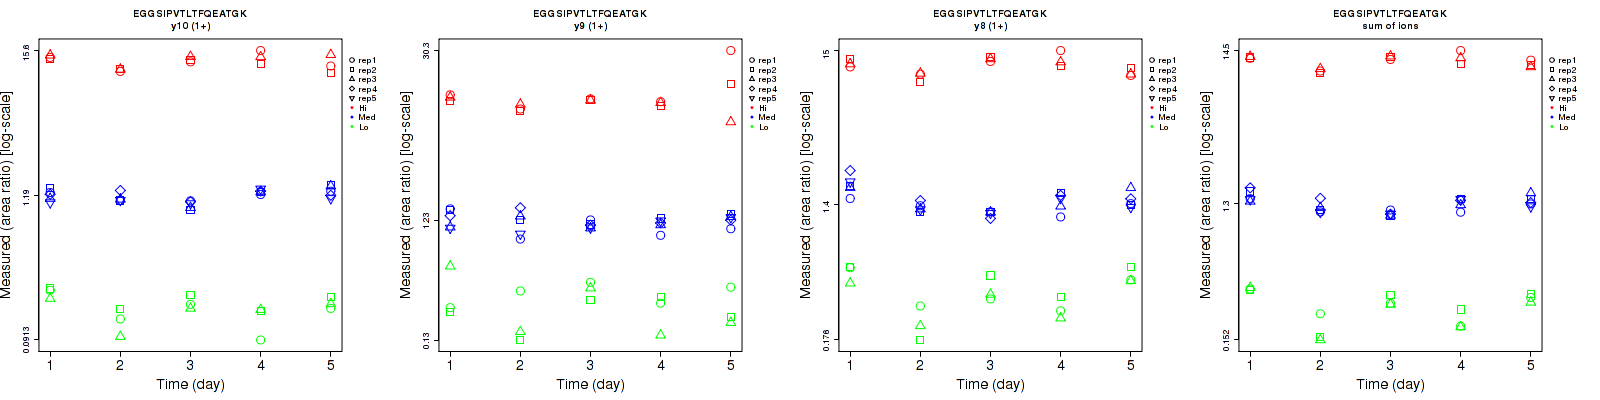 EGGSIPVTLTFQEATGK
y10 (1+)
Measured (area ratio) [log-scale]
15.6
1.19
0.0913
1 2 3 4 5
Time (day)
rep1
rep2
rep3
rep4
rep5
Hi
Med
Lo
EGGSIPVTLTFQEATGK
y9 (1+)
Measured (area ratio) [log-scale]
30.3
1.23
0.13
1 2 3 4 5
Time (day)
rep1
rep2
rep3
rep4
rep5
Hi
Med
Lo
EGGSIPVTLTFQEATGK
y8 (1+)
Measured (area ratio) [log-scale]
15
1.4
0.176
1 2 3 4 5
Time (day)
rep1
rep2
rep3
rep4
rep5
Hi
Med
Lo
EGGSIPVTLTFQEATGK
sum of ions
Measured (area ratio) [log-scale]
14.5
1.3
0.152
1 2 3 4 5
Time (day)
rep1
rep2
rep3
rep4
rep5
Hi
Med
Lo